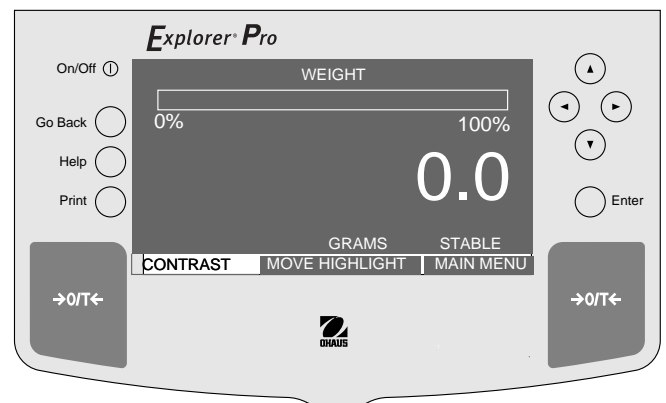 Explorer® Pro
On/Off
WEIGHT
Go Back
0% 100%
Help
0.0
Print
Enter
GRAMS STABLE
CONTRAST MOVE HIGHLIGHT MAIN MENU
→0/T← →0/T←
OHAUS